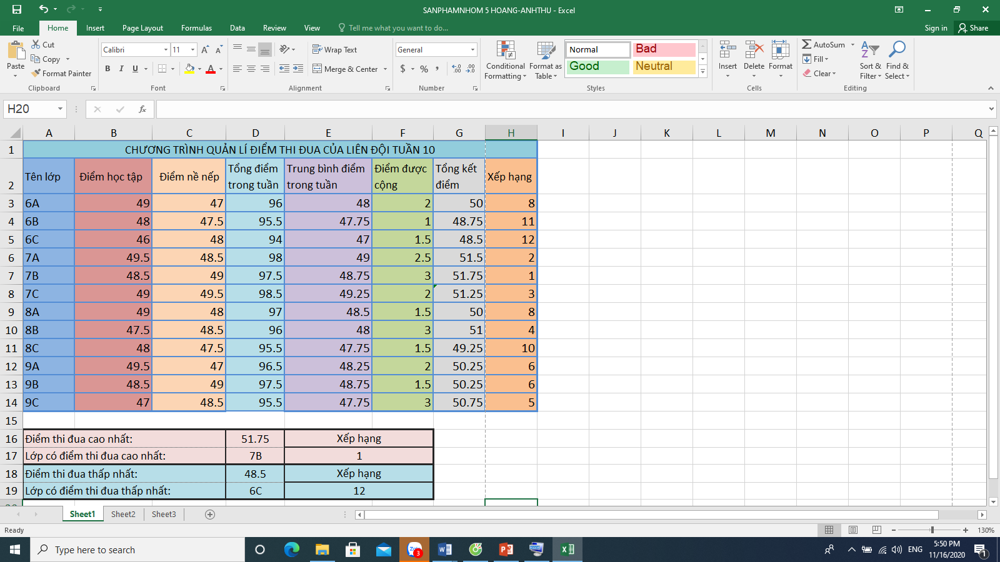 SANPHAMNHOM 5 HOANG-ANHTHU - Excel
File Home Insert Page Layout Formulas Data Review View Tell me what you want to do... Sign in Share
Paste Cut Copy Format Painter Clipboard
Calibri 11 B I U A A A Font
Wrap Text Merge & Center Alignment
General $ % , .00 .00 Number
Conditional Formatting Format as Table
Normal Bad Good Neutral Styles
Insert Delete Format Cells
AutoSum Fill Clear Sort & Filter Find & Select Editing
H20 fx
A B C D E F G H I J K L M N O P Q
1 CHƯƠNG TRÌNH QUẢN LÍ ĐIỂM THI ĐUA CỦA LIÊN ĐỘI TUẦN 10
2 Tên lớp Điểm học tập Điểm nề nếp Tổng điểm trong tuần Trung bình điểm trong tuần Điểm được cộng Tổng kết điểm Xếp hạng
3 6A 49 47 96 48 2 50 8
4 6B 48 47.5 95.5 47.75 1 48.75 11
5 6C 46 48 94 47 1.5 48.5 12
6 7A 49.5 48.5 98 49 2.5 51.5 2
7 7B 48.5 49 97.5 48.75 3 51.75 1
8 7C 49 49.5 98.5 49.25 2 51.25 3
9 8A 49 48 97 48.5 1.5 50 8
10 8B 47.5 48.5 96 48 3 51 4
11 8C 48 47.5 95.5 47.75 1.5 49.25 10
12 9A 49.5 47 96.5 48.25 2 50.25 6
13 9B 48.5 49 97.5 48.75 1.5 50.25 6
14 9C 47 48.5 95.5 47.75 3 50.75 5
15
16 Điểm thi đua cao nhất: 51.75 Xếp hạng
17 Lớp có điểm thi đua cao nhất: 7B 1
18 Điểm thi đua thấp nhất: 48.5 Xếp hạng
19 Lớp có điểm thi đua thấp nhất: 6C 12
Sheet1 Sheet2 Sheet3
Ready 130%
Type here to search
3
ENG
5:50 PM
11/16/2020
1